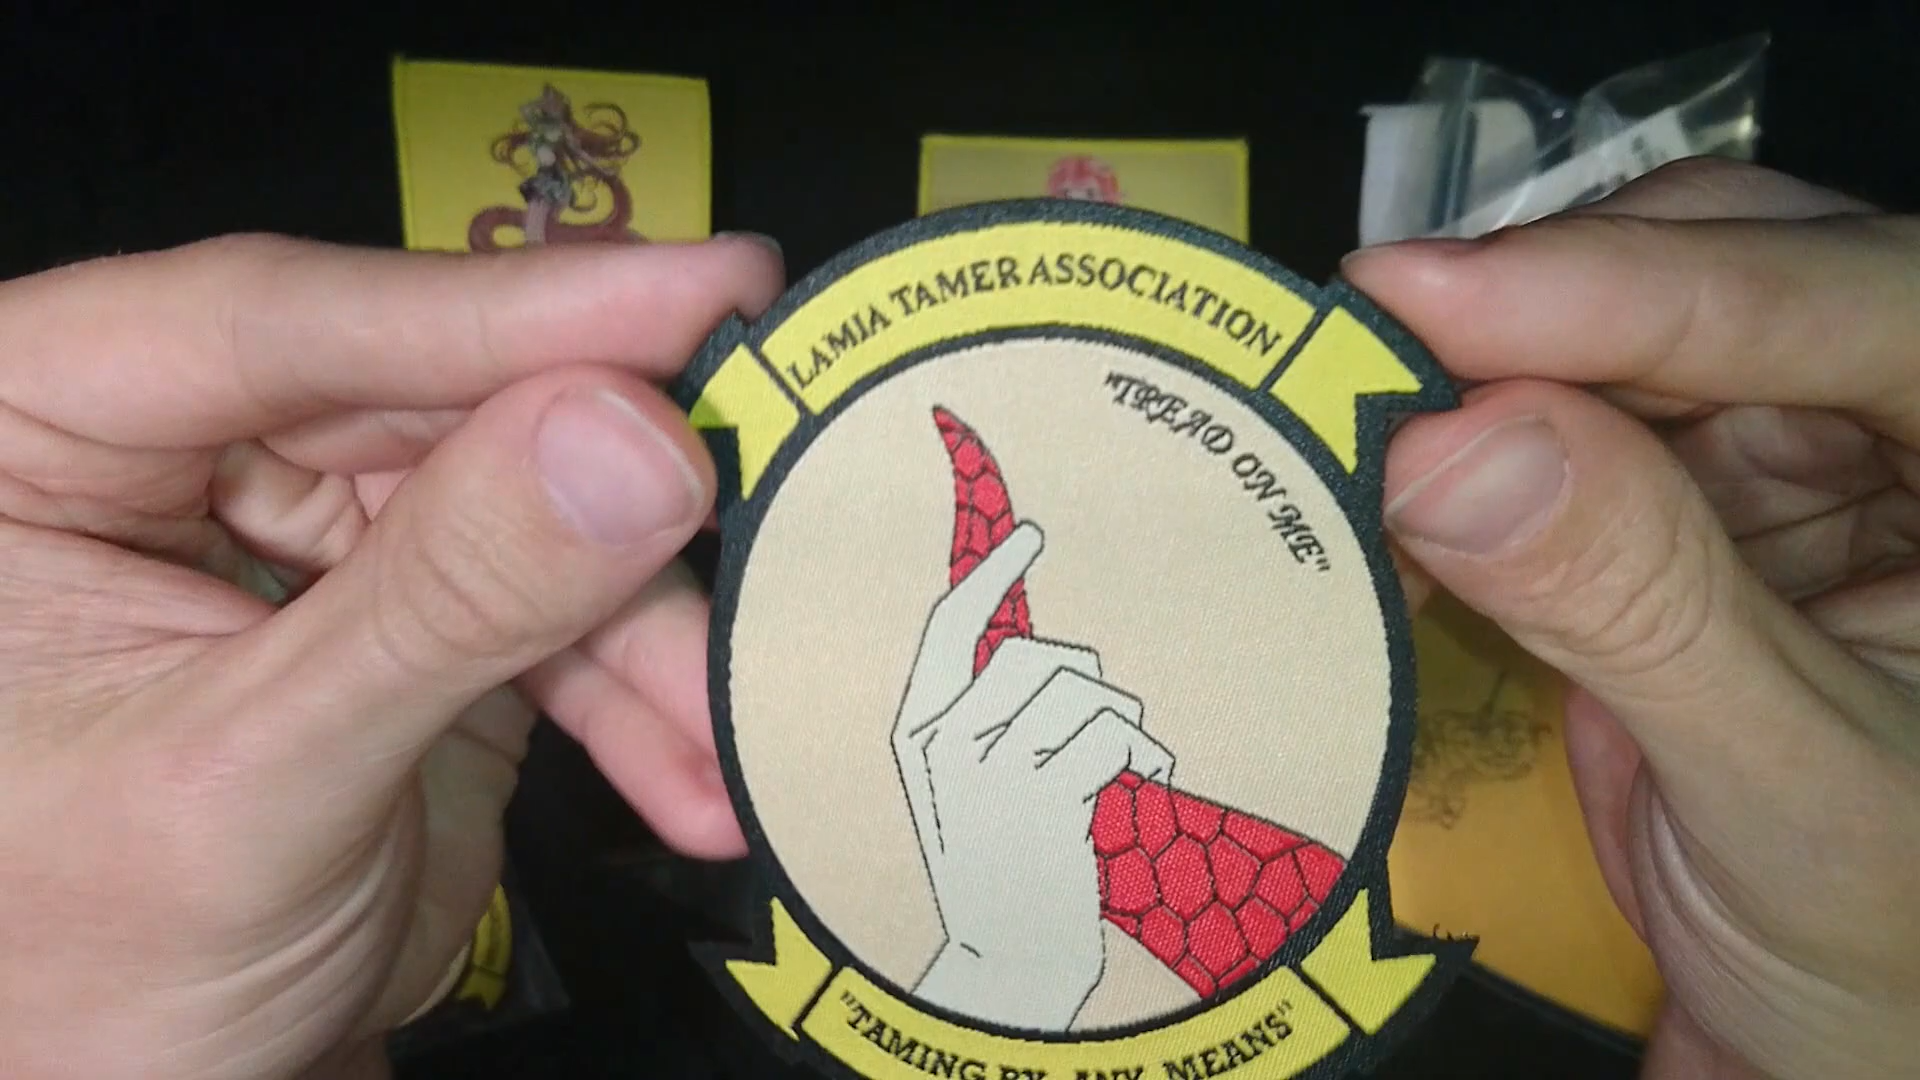 LAMIA TAMER ASSOCIATION
"TREAD ON ME"
"TAMING BY ANY MEANS"